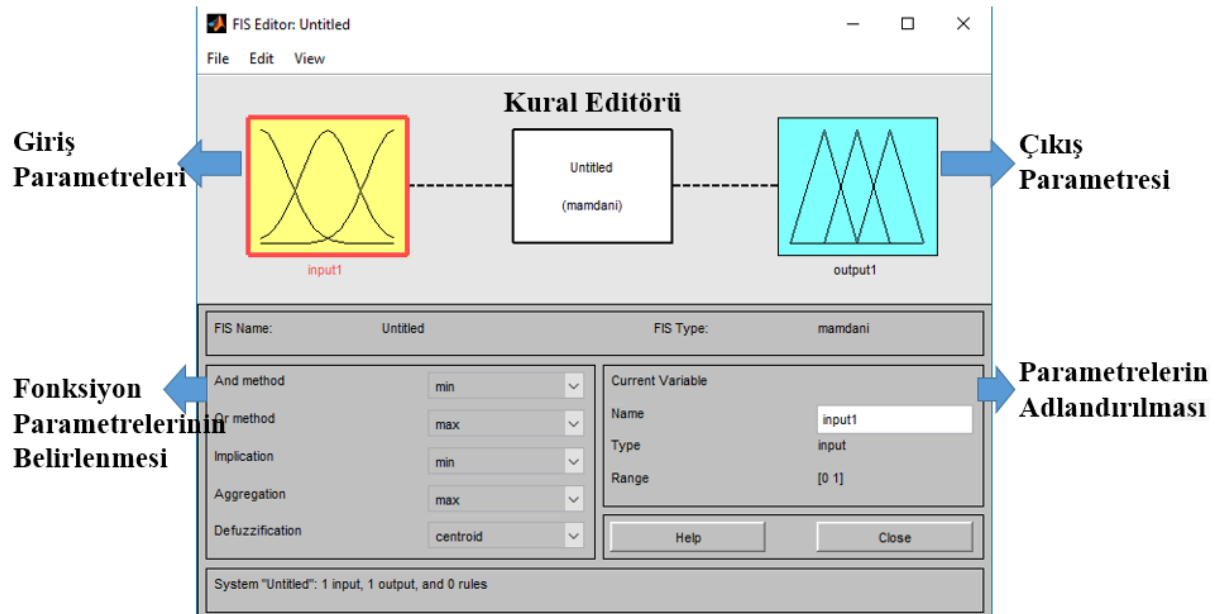 FIS Editor: Untitled
File Edit View
Kural Editörü
Giriş
Parametreleri
Untitled
(mamdani)
Çıkış
Parametresi
input1
output1
FIS Name: Untitled FIS Type: mamdani
Fonksiyon
Parametrelerinin
Belirlenmesi
And method min
Or method max
Implication min
Aggregation max
Defuzzification centroid
Current Variable
Name input1
Type input
Range [0 1]
Parametrelerin
Adlandırılması
Help Close
System "Untitled": 1 input, 1 output, and 0 rules